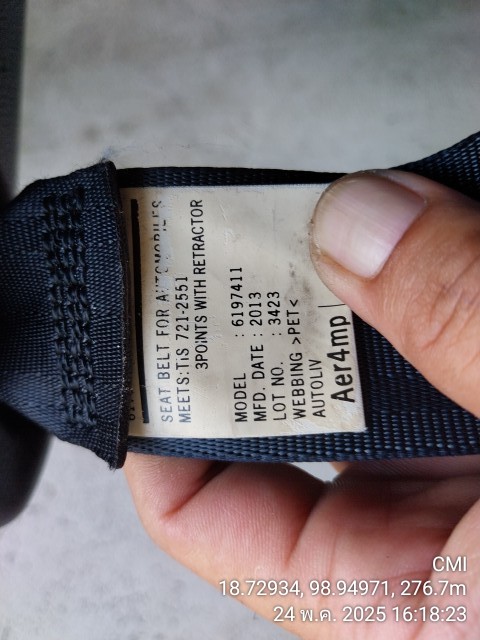 SEAT BELT FOR AUTOMOBILES
MEETS:TiS 721-2551
3POINTS WITH RETRACTOR
MODEL : 6197411
MFD. DATE : 2013
LOT NO. : 3423
WEBBING >PET<
AUTOLIV
Aer4mp
CMI
18.72934, 98.94971, 276.7m
24 พ.ค. 2025 16:18:23